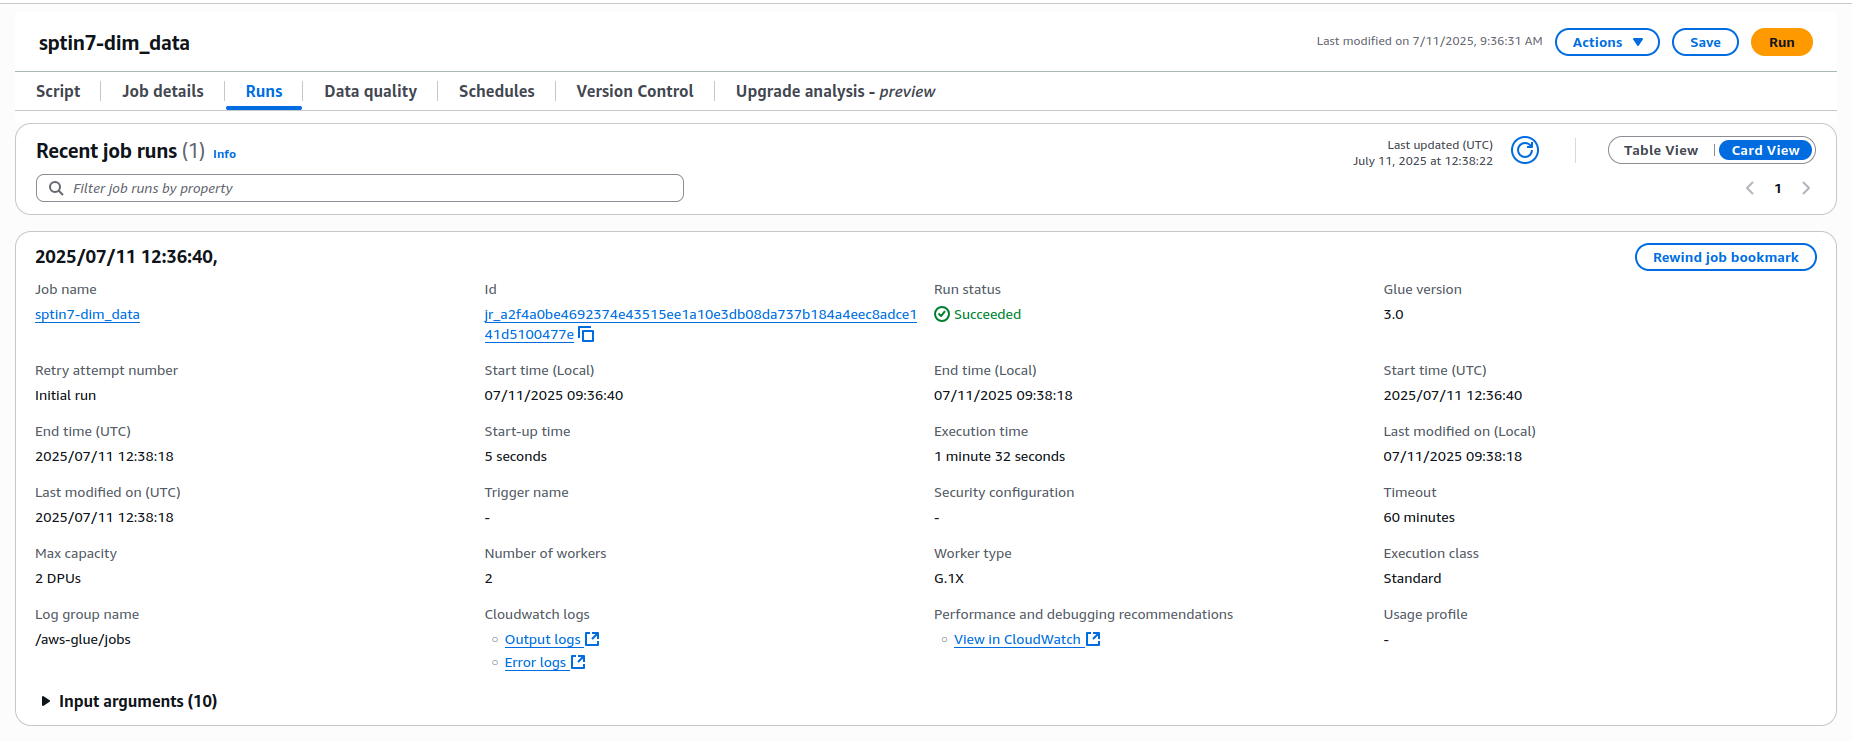 sptin7-dim_data
Last modified on 7/11/2025, 9:36:31 AM
Actions
Save
Run
Script
Job details
Runs
Data quality
Schedules
Version Control
Upgrade analysis - preview
Recent job runs (1) Info
Last updated (UTC)
July 11, 2025 at 12:38:22
Table View
Card View
Filter job runs by property
1
2025/07/11 12:36:40,
Rewind job bookmark
Job name
sptin7-dim_data
Id
jr_a2f4a0be4692374e43515ee1a10e3db08da737b184a4eec8adce1
41d5100477e
Run status
Succeeded
Glue version
3.0
Retry attempt number
Initial run
Start time (Local)
07/11/2025 09:36:40
End time (Local)
07/11/2025 09:38:18
Start time (UTC)
2025/07/11 12:36:40
End time (UTC)
2025/07/11 12:38:18
Start-up time
5 seconds
Execution time
1 minute 32 seconds
Last modified on (Local)
07/11/2025 09:38:18
Last modified on (UTC)
2025/07/11 12:38:18
Trigger name
-
Security configuration
-
Timeout
60 minutes
Max capacity
2 DPUs
Number of workers
2
Worker type
G.1X
Execution class
Standard
Log group name
/aws-glue/jobs
Cloudwatch logs
Output logs
Error logs
Performance and debugging recommendations
View in CloudWatch
Usage profile
-
Input arguments (10)